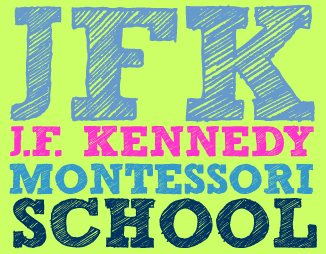 JFK
J.F. KENNEDY
MONTESSORI
SCHOOL